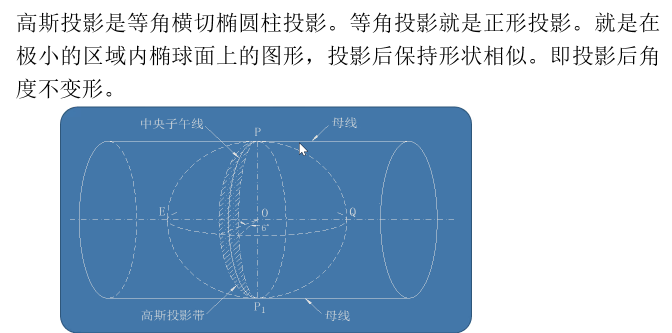 高斯投影是等角横切椭圆柱投影。等角投影就是正形投影。就是在
极小的区域内椭球面上的图形，投影后保持形状相似。即投影后角
度不变形。
中央子午线
P
母线
E
O
Q
6°
高斯投影带
P₁
母线